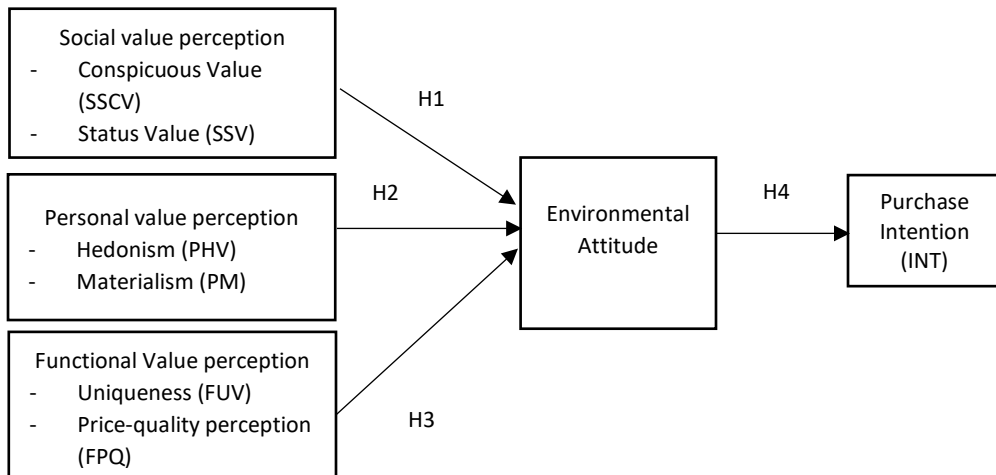 Social value perception
- Conspicuous Value
(SSCV)
- Status Value (SSV)
H1
Personal value perception
- Hedonism (PHV)
- Materialism (PM)
H2
Functional Value perception
- Uniqueness (FUV)
- Price-quality perception
(FPQ)
H3
Environmental
Attitude
H4
Purchase
Intention
(INT)